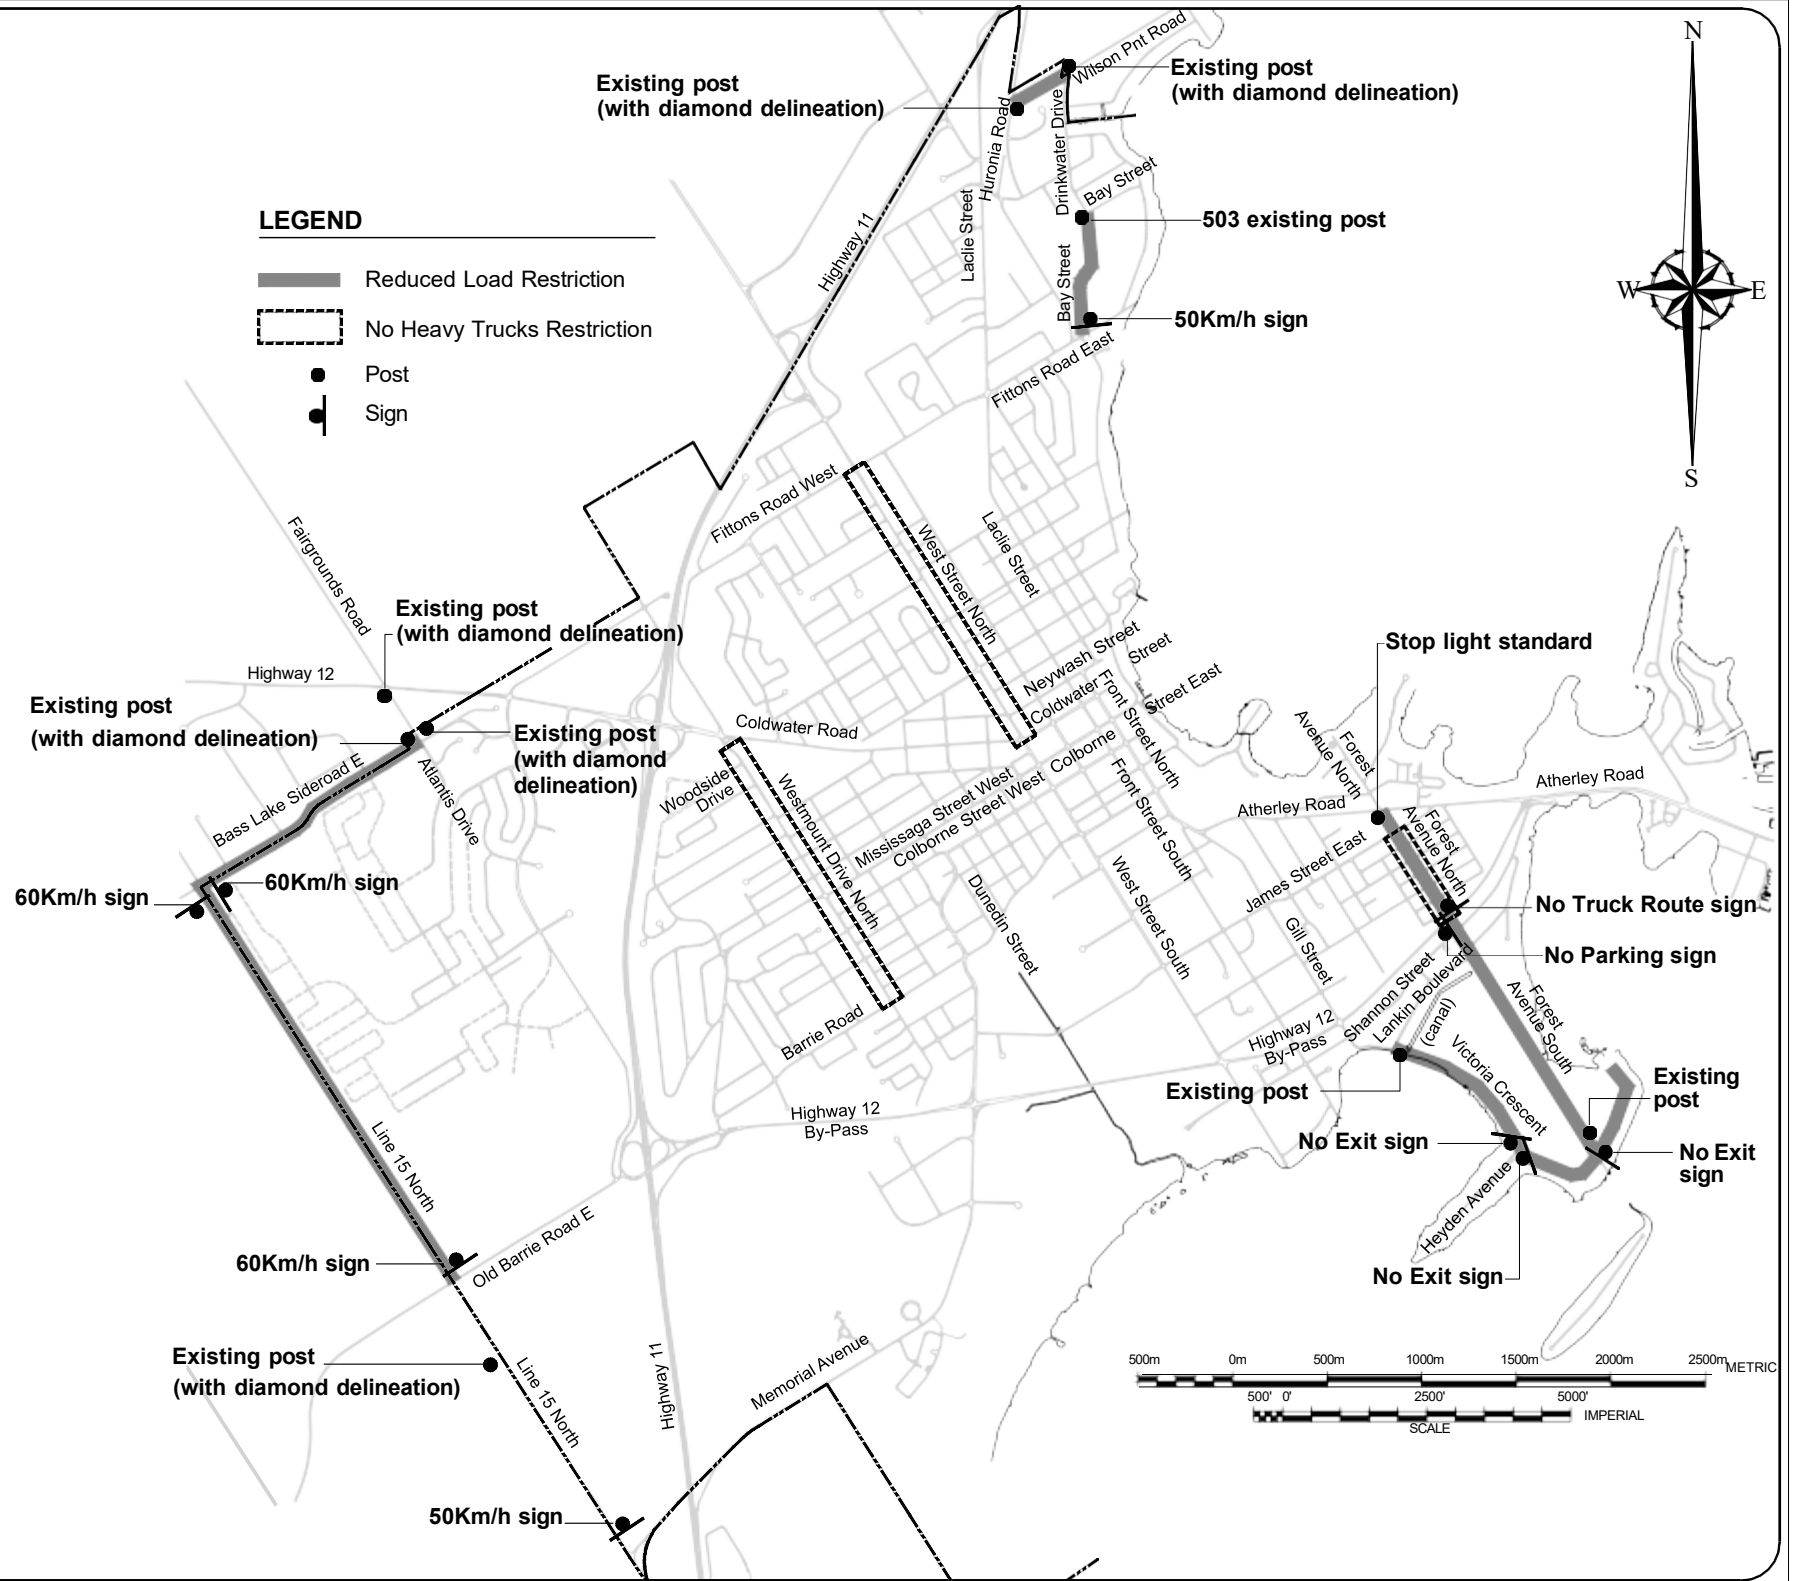 N
Wilson Pnt Road
Existing post
(with diamond delineation)
Existing post
(with diamond delineation)
Huronia Road
Drinkwater Drive
Bay Street
LEGEND
Reduced Load Restriction
No Heavy Trucks Restriction
Post
Sign
Highway 11
Laclie Street
503 existing post
Bay Street
50Km/h sign
Fittons Road East
W
E
S
Fittons Road West
West Street North
Laclie Street
Fairgrounds Road
Existing post
(with diamond delineation)
Highway 12
Existing post
(with diamond delineation)
Existing post
(with diamond
delineation)
Bass Lake Sideroad E
Atlantis Drive
Neywash Street
Coldwater Street
Front Street North
Colborne Street East
Coldwater Road
Woodside
Drive
Westmount Drive North
Mississaga Street West
Colborne Street West
Front Street South
Stop light standard
Forest
Avenue North
Atherley Road
Atherley Road
Forest
Avenue North
James Street East
60Km/h sign
60Km/h sign
Dunedin Street
West Street South
Gill Street
No Truck Route sign
No Parking sign
Shannon Street
Lankin Boulevard
(canal)
Forest
Avenue South
Barrie Road
Highway 12
By-Pass
Highway 12
By-Pass
Victoria Crescent
Existing post
Existing
post
No Exit sign
No Exit
sign
Heyden Avenue
No Exit sign
Line 15 North
60Km/h sign
Old Barrie Road E
Existing post
(with diamond delineation)
Line 15 North
Highway 11
Memorial Avenue
50Km/h sign
500m 0m 500m 1000m 1500m 2000m 2500m METRIC
500' 0' 2500' 5000'
IMPERIAL
SCALE